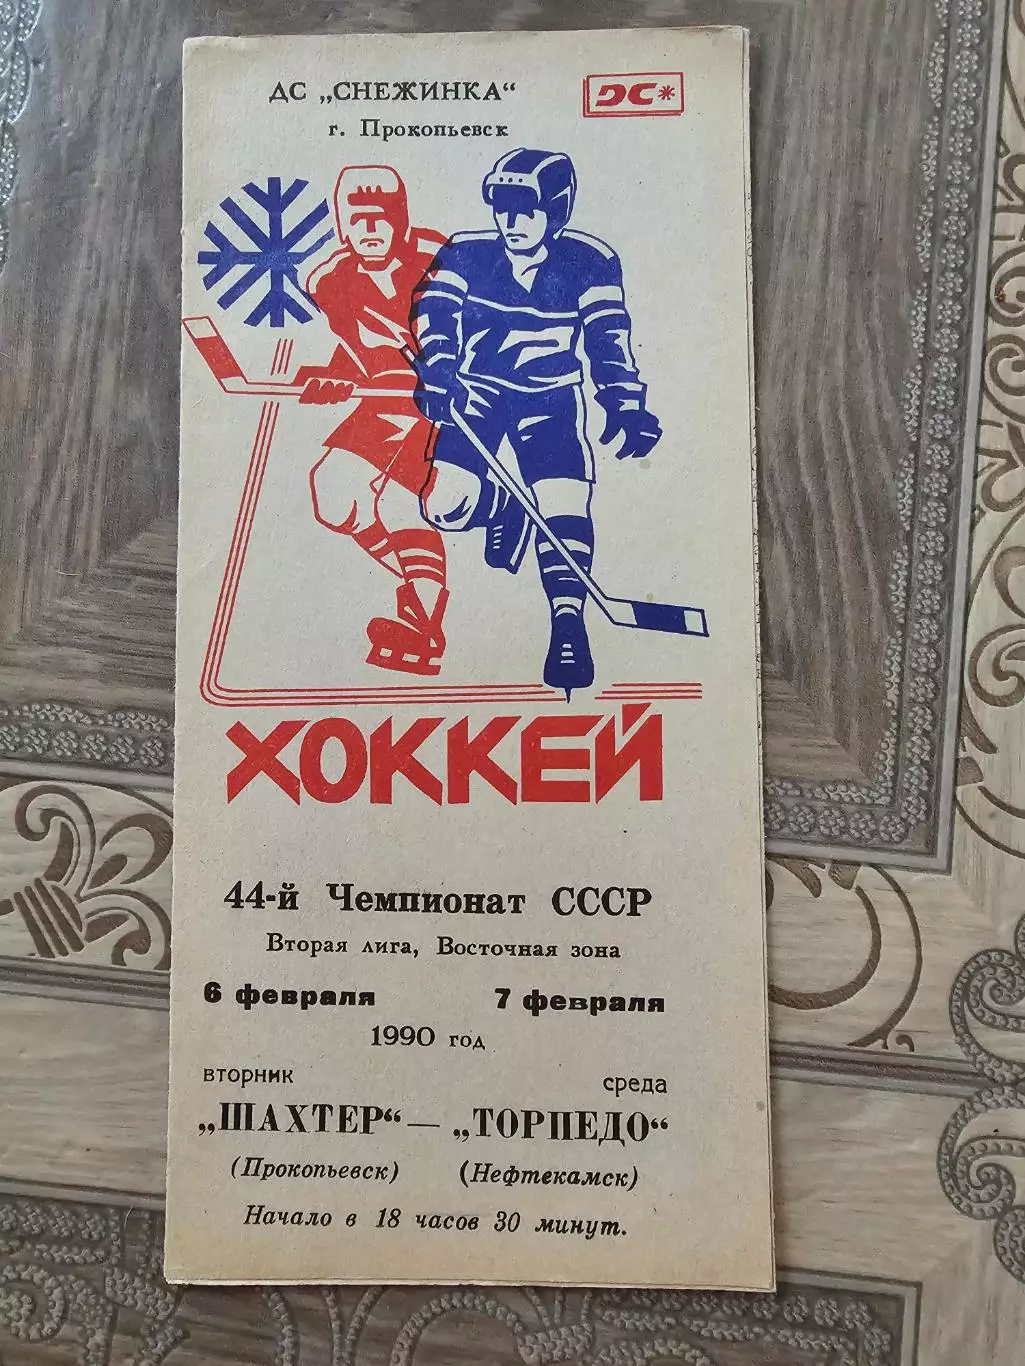 ДС „СНЕЖИНКА“
г. Прокопьевск
ДС*
ХОККЕЙ
44-й Чемпионат СССР
Вторая лига, Восточная зона
6 февраля 7 февраля
1990 год
вторник среда
„ШАХТЕР“ — „ТОРПЕДО“
(Прокопьевск) (Нефтекамск)
Начало в 18 часов 30 минут.